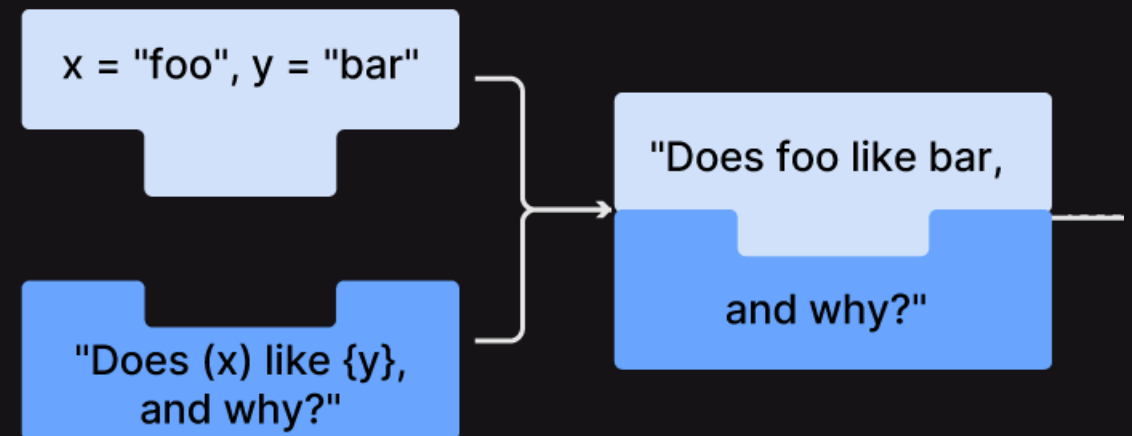 x = "foo", y = "bar"
"Does (x) like {y},
and why?"
"Does foo like bar,
and why?"